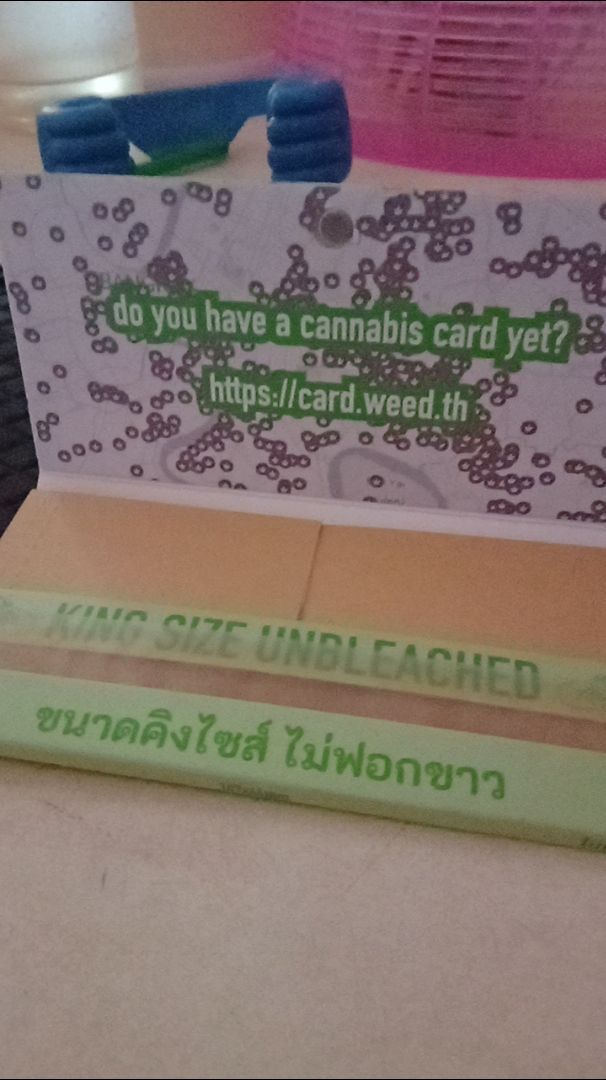 do you have a cannabis card yet?
https://card.weed.th
KING SIZE UNBLEACHED
ขนาดคิงไซส์ ไม่ฟอกขาว